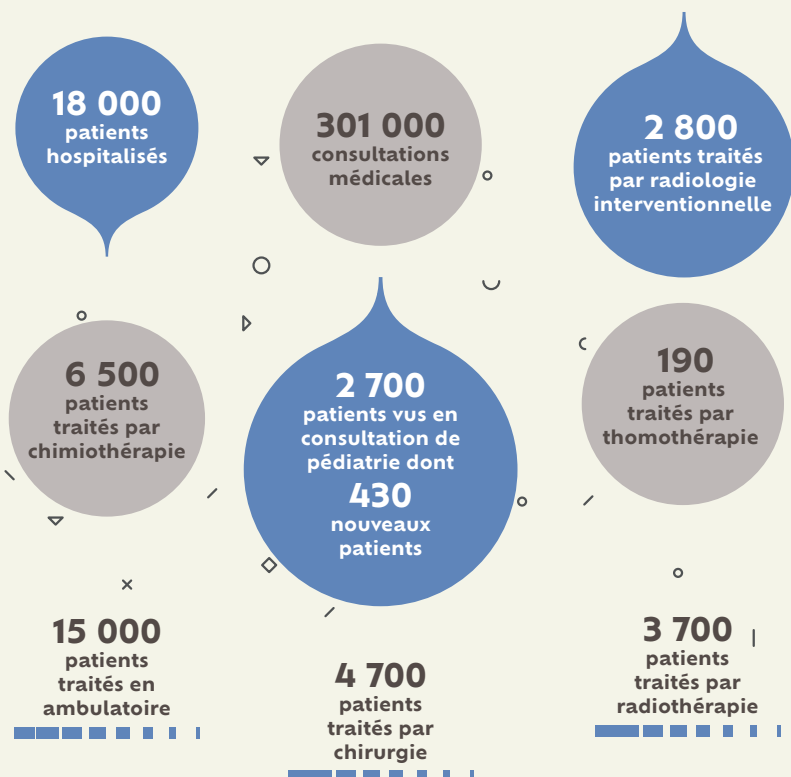 18 000
patients
hospitalisés
301 000
consultations
médicales
2 800
patients traités
par radiologie
interventionnelle
6 500
patients
traités par
chimiothérapie
2 700
patients vus en
consultation de
pédiatrie dont
430
nouveaux
patients
190
patients
traités par
thomothérapie
15 000
patients
traités en
ambulatoire
4 700
patients
traités par
chirurgie
3 700
patients
traités par
radiothérapie